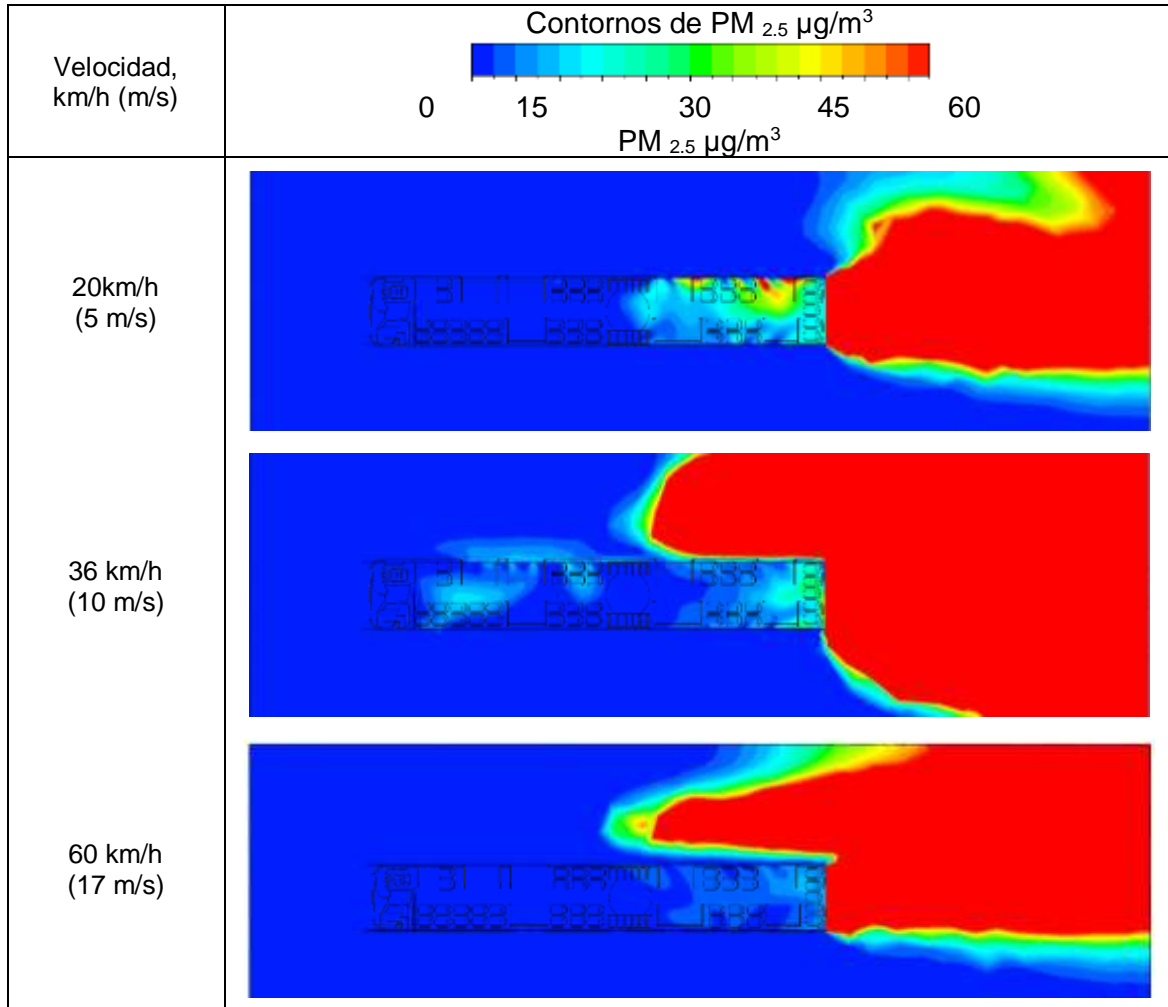 Velocidad,
km/h (m/s)
Contornos de PM 2.5 µg/m³
0 15 30 45 60
PM 2.5 µg/m³
20km/h
(5 m/s)
36 km/h
(10 m/s)
60 km/h
(17 m/s)